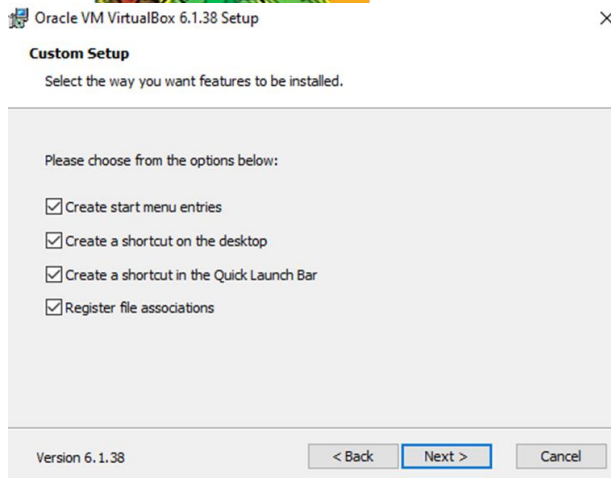 Oracle VM VirtualBox 6.1.38 Setup
Custom Setup
Select the way you want features to be installed.
Please choose from the options below:
Create start menu entries
Create a shortcut on the desktop
Create a shortcut in the Quick Launch Bar
Register file associations
Version 6.1.38
< Back
Next >
Cancel